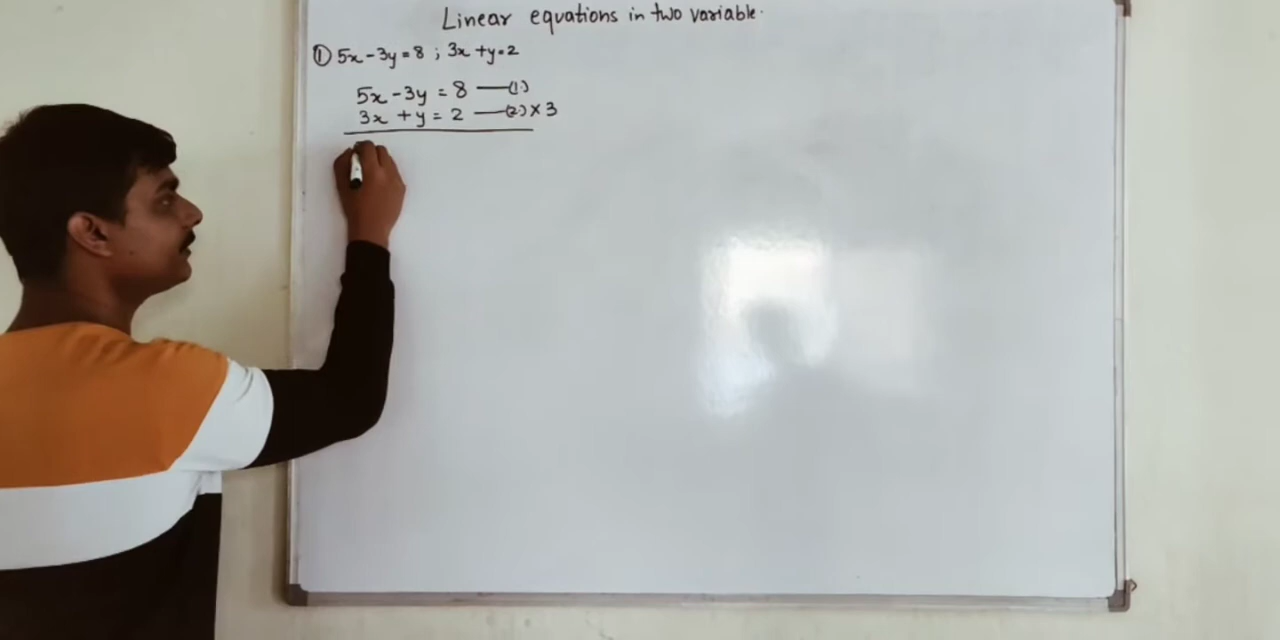 Linear equations in two variable.
① 5x - 3y = 8 ; 3x + y = 2
5x - 3y = 8 —(1)
3x + y = 2 —(2) × 3